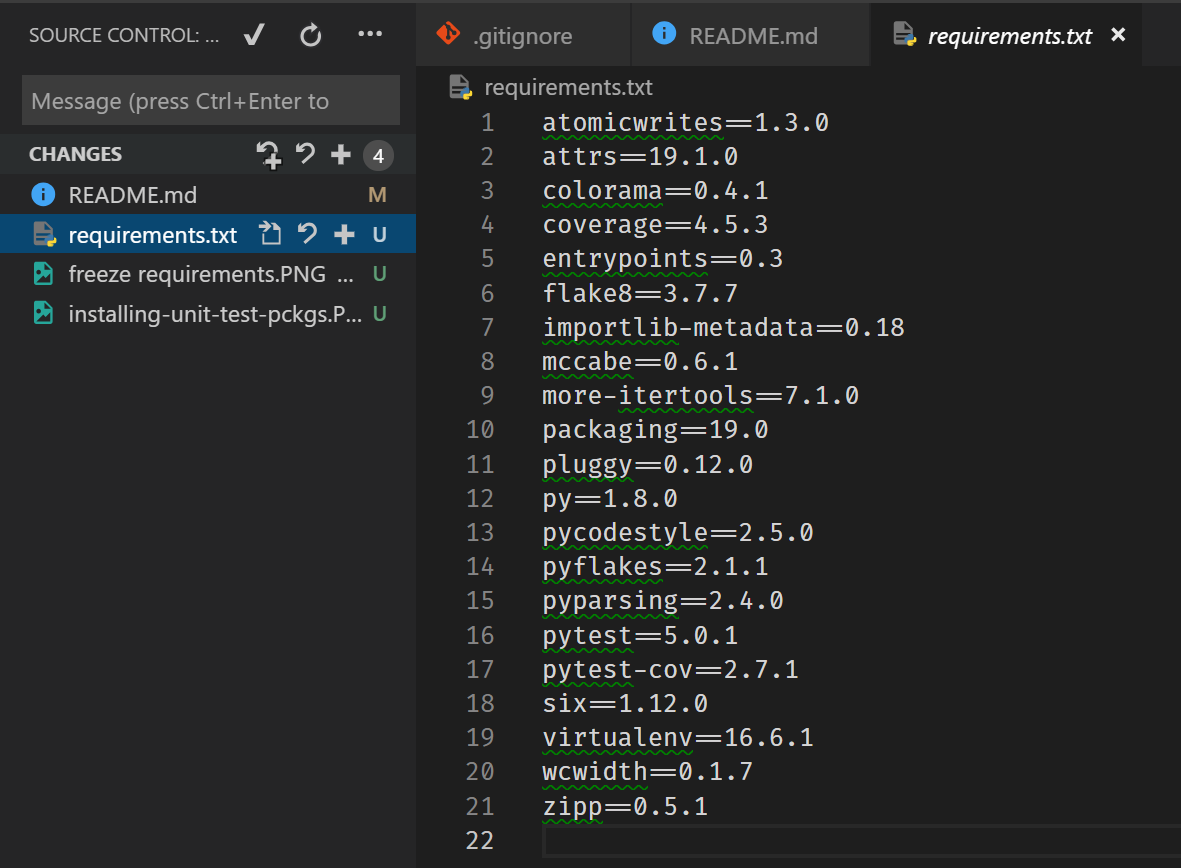 SOURCE CONTROL: ...
Message (press Ctrl+Enter to
CHANGES 4
README.md M
requirements.txt U
freeze requirements.PNG ... U
installing-unit-test-pckgs.P... U
.gitignore README.md requirements.txt
requirements.txt
1 atomicwrites==1.3.0
2 attrs==19.1.0
3 colorama==0.4.1
4 coverage==4.5.3
5 entrypoints==0.3
6 flake8==3.7.7
7 importlib-metadata==0.18
8 mccabe==0.6.1
9 more-itertools==7.1.0
10 packaging==19.0
11 pluggy==0.12.0
12 py==1.8.0
13 pycodestyle==2.5.0
14 pyflakes==2.1.1
15 pyparsing==2.4.0
16 pytest==5.0.1
17 pytest-cov==2.7.1
18 six==1.12.0
19 virtualenv==16.6.1
20 wcwidth==0.1.7
21 zipp==0.5.1
22